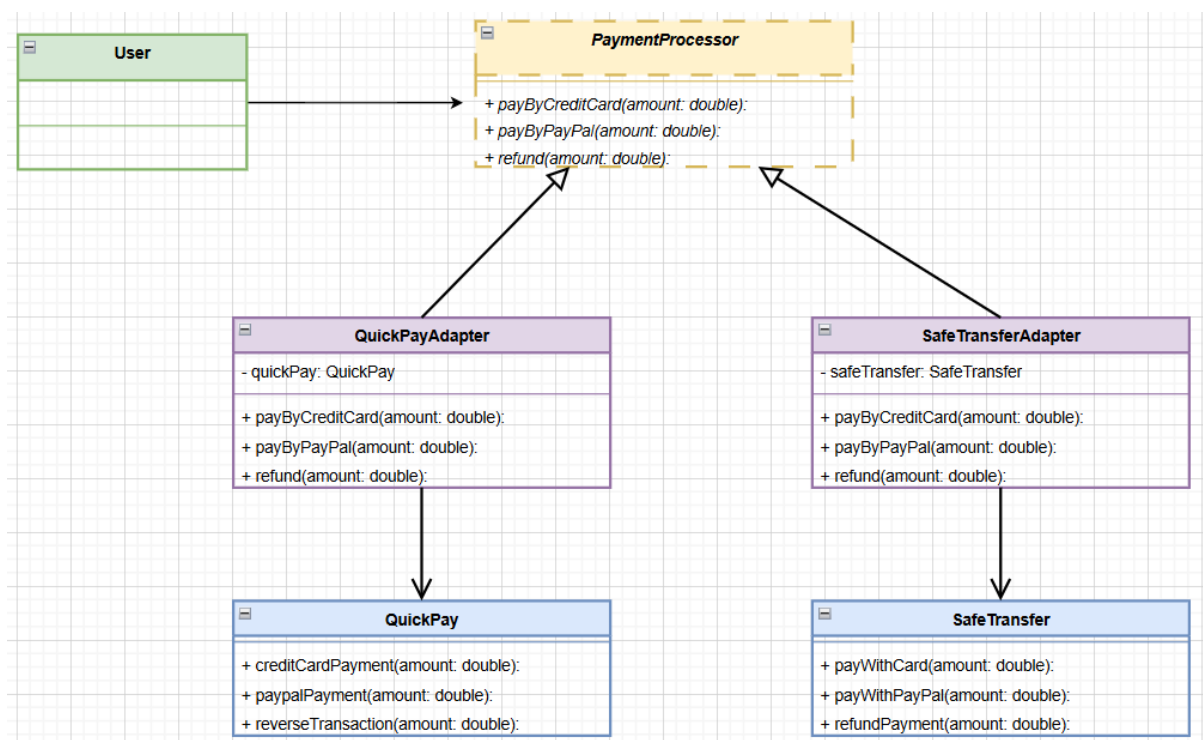 User
PaymentProcessor
+ payByCreditCard(amount: double):
+ payByPayPal(amount: double):
+ refund(amount: double):
QuickPayAdapter
- quickPay: QuickPay
+ payByCreditCard(amount: double):
+ payByPayPal(amount: double):
+ refund(amount: double):
SafeTransferAdapter
- safeTransfer: SafeTransfer
+ payByCreditCard(amount: double):
+ payByPayPal(amount: double):
+ refund(amount: double):
QuickPay
+ creditCardPayment(amount: double):
+ paypalPayment(amount: double):
+ reverseTransaction(amount: double):
SafeTransfer
+ payWithCard(amount: double):
+ payWithPayPal(amount: double):
+ refundPayment(amount: double):